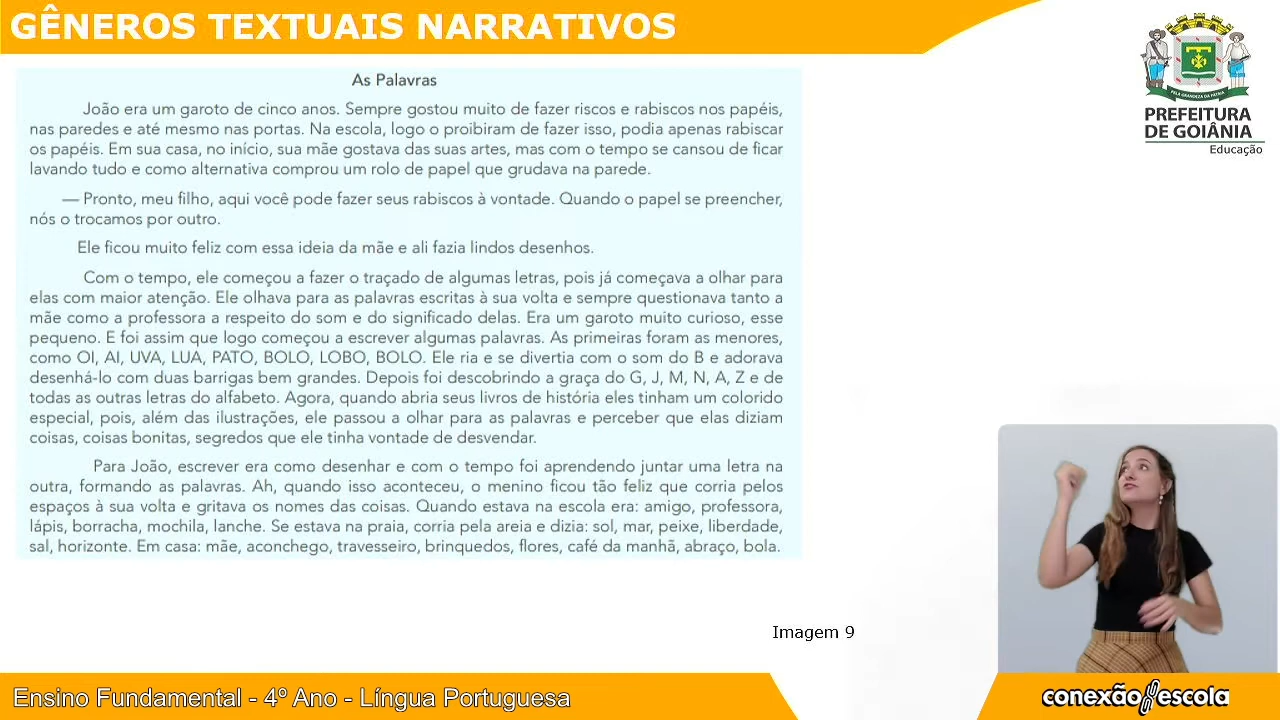 GÊNEROS TEXTUAIS NARRATIVOS
PELA GRANDEZA DA PATRIA
PREFEITURA
DE GOIÂNIA
Educação
As Palavras
João era um garoto de cinco anos. Sempre gostou muito de fazer riscos e rabiscos nos papéis,
nas paredes e até mesmo nas portas. Na escola, logo o proibiram de fazer isso, podia apenas rabiscar
os papéis. Em sua casa, no início, sua mãe gostava das suas artes, mas com o tempo se cansou de ficar
lavando tudo e como alternativa comprou um rolo de papel que grudava na parede.
— Pronto, meu filho, aqui você pode fazer seus rabiscos à vontade. Quando o papel se preencher,
nós o trocamos por outro.
Ele ficou muito feliz com essa ideia da mãe e ali fazia lindos desenhos.
Com o tempo, ele começou a fazer o traçado de algumas letras, pois já começava a olhar para
elas com maior atenção. Ele olhava para as palavras escritas à sua volta e sempre questionava tanto a
mãe como a professora a respeito do som e do significado delas. Era um garoto muito curioso, esse
pequeno. E foi assim que logo começou a escrever algumas palavras. As primeiras foram as menores,
como OI, AI, UVA, LUA, PATO, BOLO, LOBO, BOLO. Ele ria e se divertia com o som do B e adorava
desenhá-lo com duas barrigas bem grandes. Depois foi descobrindo a graça do G, J, M, N, A, Z e de
todas as outras letras do alfabeto. Agora, quando abria seus livros de história eles tinham um colorido
especial, pois, além das ilustrações, ele passou a olhar para as palavras e perceber que elas diziam
coisas, coisas bonitas, segredos que ele tinha vontade de desvendar.
Para João, escrever era como desenhar e com o tempo foi aprendendo juntar uma letra na
outra, formando as palavras. Ah, quando isso aconteceu, o menino ficou tão feliz que corria pelos
espaços à sua volta e gritava os nomes das coisas. Quando estava na escola era: amigo, professora,
lápis, borracha, mochila, lanche. Se estava na praia, corria pela areia e dizia: sol, mar, peixe, liberdade,
sal, horizonte. Em casa: mãe, aconchego, travesseiro, brinquedos, flores, café da manhã, abraço, bola.
Imagem 9
Ensino Fundamental - 4º Ano - Língua Portuguesa
conexão escola